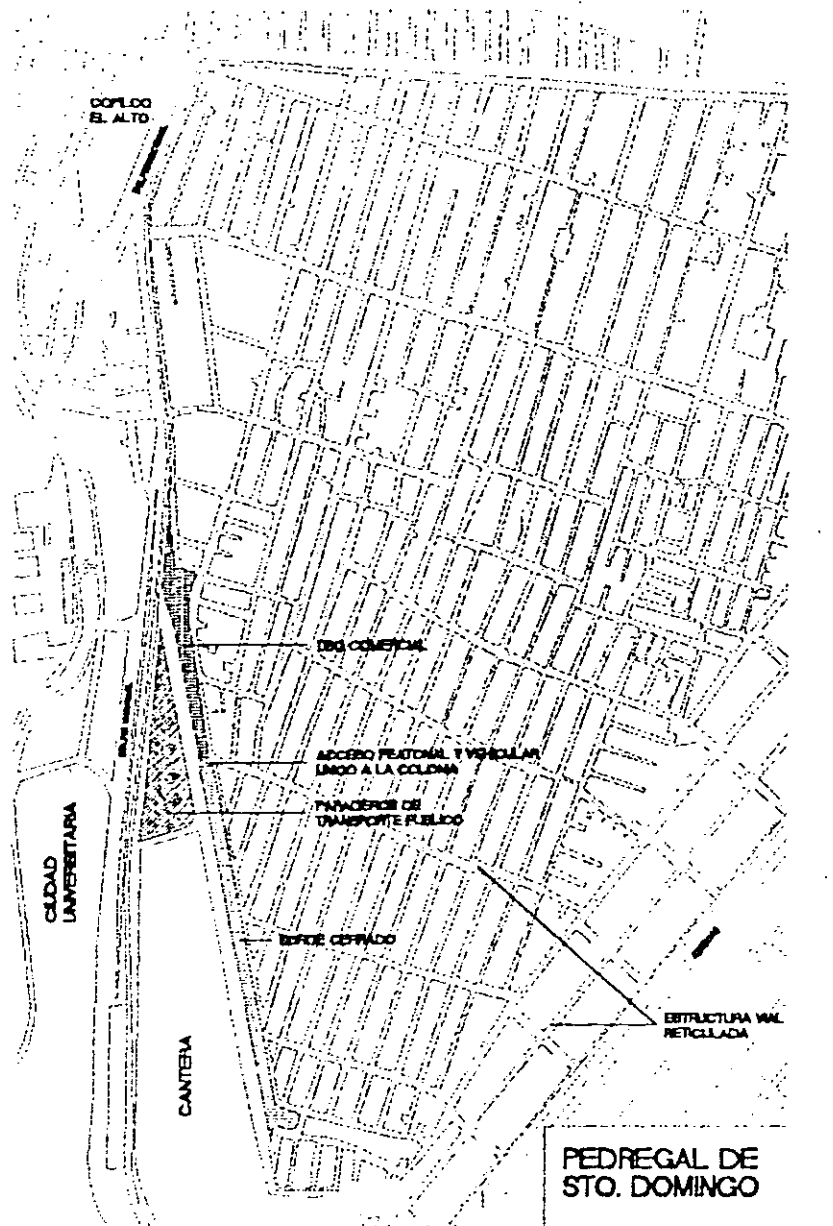 COPILCO
EL ALTO
USO COMERCIAL
ACCESO PEATONAL Y VEHICULAR
UNICO A LA COLONIA
PARADEROS DE
TRANSPORTE PUBLICO
CIUDAD
UNIVERSITARIA
BORDE CERRADO
CANTERA
ESTRUCTURA VIAL
RETICULADA
PEDREGAL DE
STO. DOMINGO